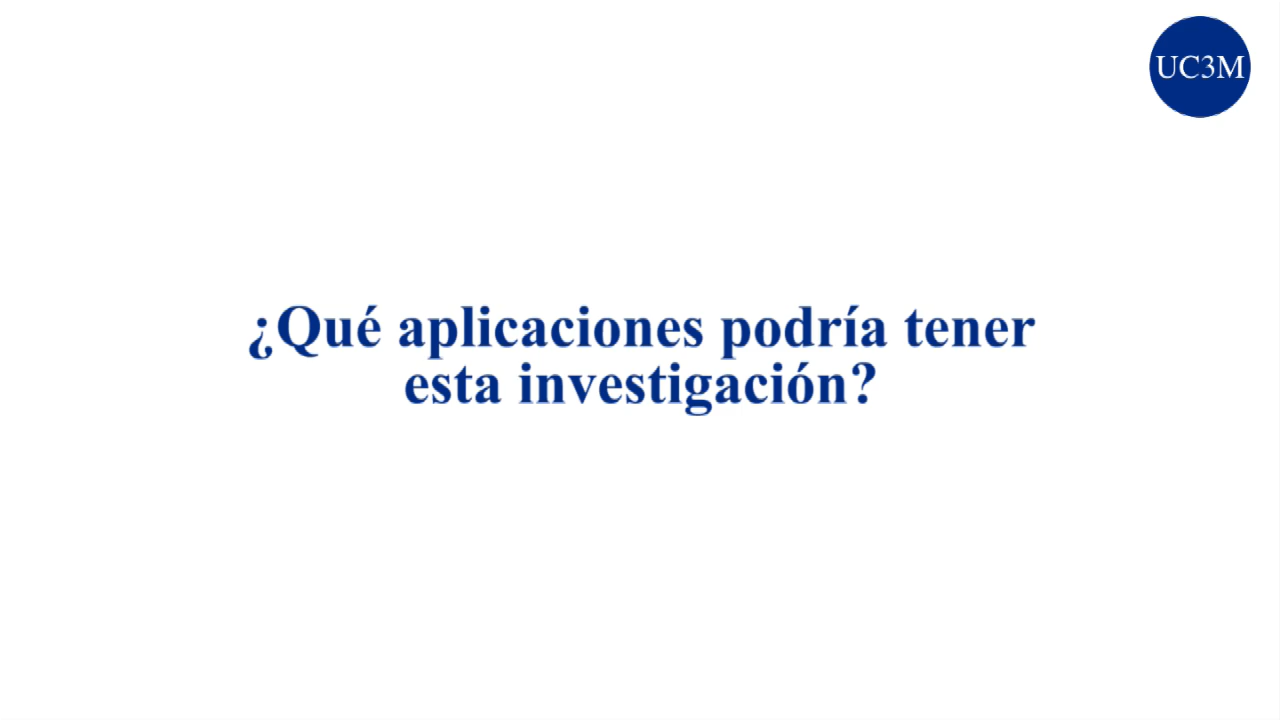 UC3M
¿Qué aplicaciones podría tener
esta investigación?